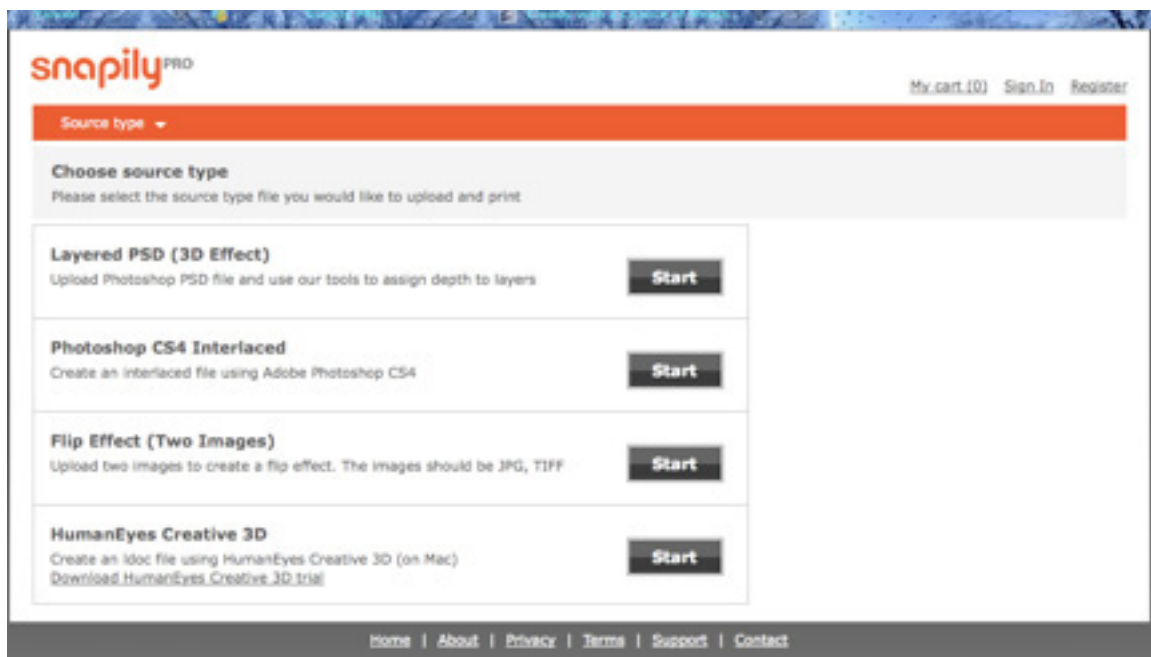 snapily PRO
My cart (0) Sign In Register
Source type
Choose source type
Please select the source type file you would like to upload and print
Layered PSD (3D Effect)
Upload Photoshop PSD file and use our tools to assign depth to layers
Start
Photoshop CS4 Interlaced
Create an interlaced file using Adobe Photoshop CS4
Start
Flip Effect (Two Images)
Upload two images to create a flip effect. The images should be JPG, TIFF
Start
HumanEyes Creative 3D
Create an ldoc file using HumanEyes Creative 3D (on Mac)
Download HumanEyes Creative 3D trial
Start
Home | About | Privacy | Terms | Support | Contact